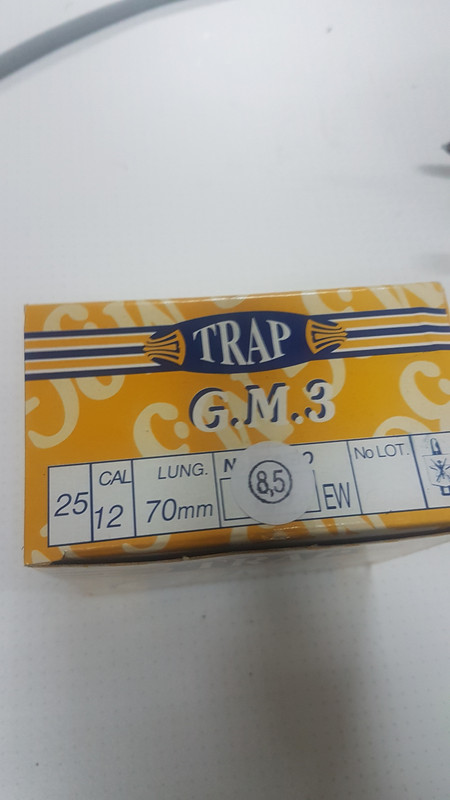 TRAP
G.M.3
25
CAL
12
LUNG.
70mm
8,5
EW
No LOT.